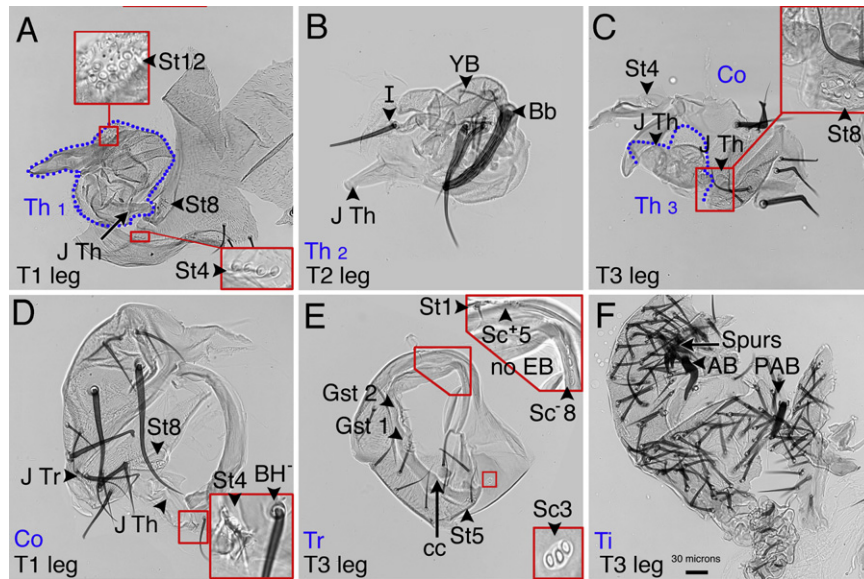 A
St12
Th 1
St8
J Th
St4
T1 leg
B
YB
I
Bb
J Th
Th 2
T2 leg
C
St4
Co
J Th
J Th
St8
Th 3
T3 leg
D
St8
J Tr
J Th
St4
BH⁻
Co
T1 leg
E
St1
Sc⁺5
no EB
Sc⁻8
Gst 2
Gst 1
cc
St5
Sc3
Tr
T3 leg
F
Spurs
AB
PAB
Ti
T3 leg
30 microns